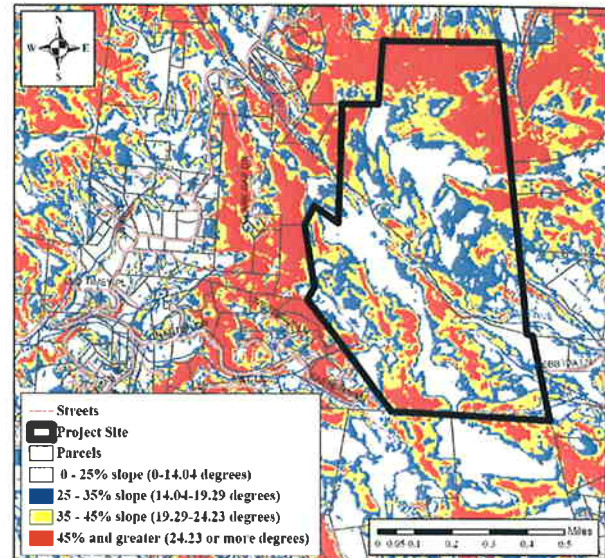 N
W E
S
Streets
Project Site
Parcels
0 - 25% slope (0-14.04 degrees)
25 - 35% slope (14.04-19.29 degrees)
35 - 45% slope (19.29-24.23 degrees)
45% and greater (24.23 or more degrees)
Miles
0 0.05 0.1 0.2 0.3 0.4 0.5